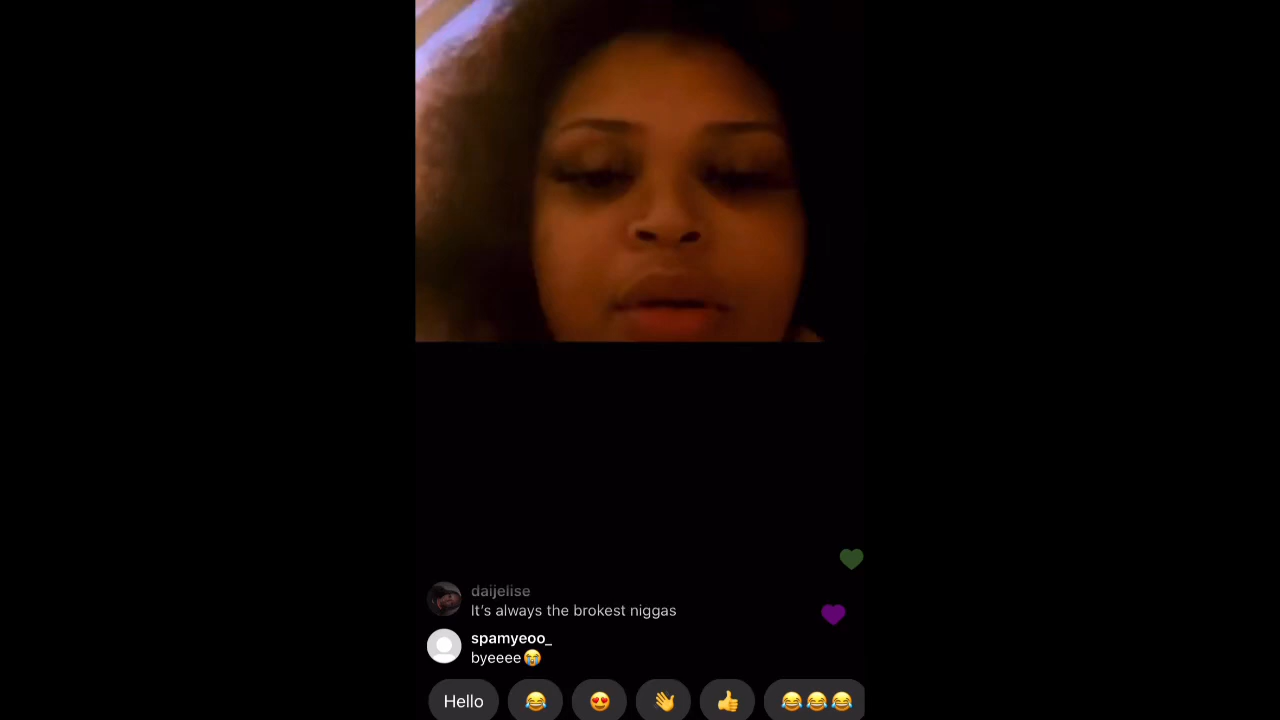 daijelise
It's always the brokest niggas
spamyeoo_
byeeee😭
Hello